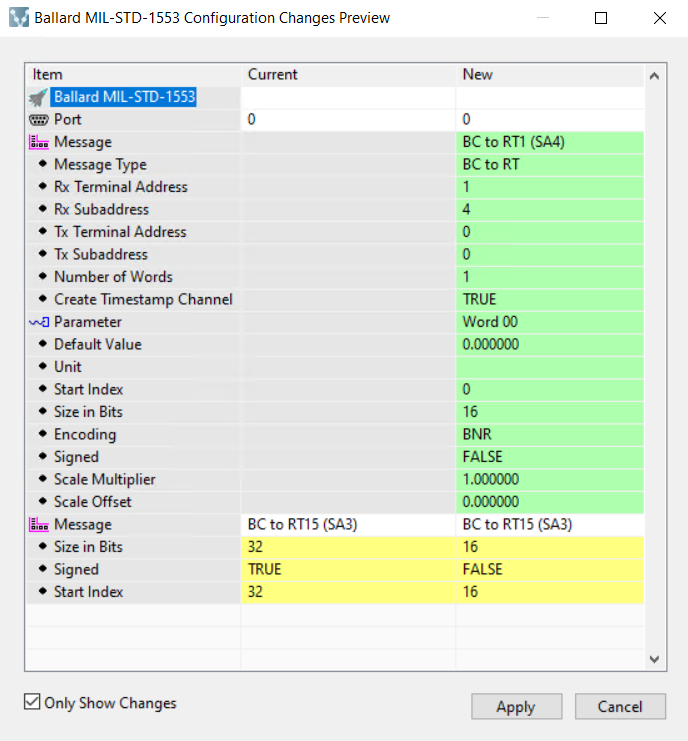 Ballard MIL-STD-1553 Configuration Changes Preview
Item Current New
Ballard MIL-STD-1553
Port 0 0
Message BC to RT1 (SA4)
Message Type BC to RT
Rx Terminal Address 1
Rx Subaddress 4
Tx Terminal Address 0
Tx Subaddress 0
Number of Words 1
Create Timestamp Channel TRUE
Parameter Word 00
Default Value 0.000000
Unit
Start Index 0
Size in Bits 16
Encoding BNR
Signed FALSE
Scale Multiplier 1.000000
Scale Offset 0.000000
Message BC to RT15 (SA3) BC to RT15 (SA3)
Size in Bits 32 16
Signed TRUE FALSE
Start Index 32 16
Only Show Changes Apply Cancel